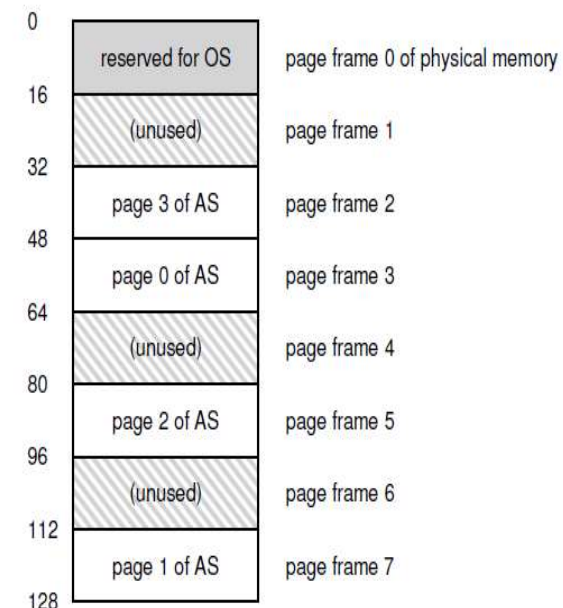 0
reserved for OS page frame 0 of physical memory
16
(unused) page frame 1
32
page 3 of AS page frame 2
48
page 0 of AS page frame 3
64
(unused) page frame 4
80
page 2 of AS page frame 5
96
(unused) page frame 6
112
page 1 of AS page frame 7
128